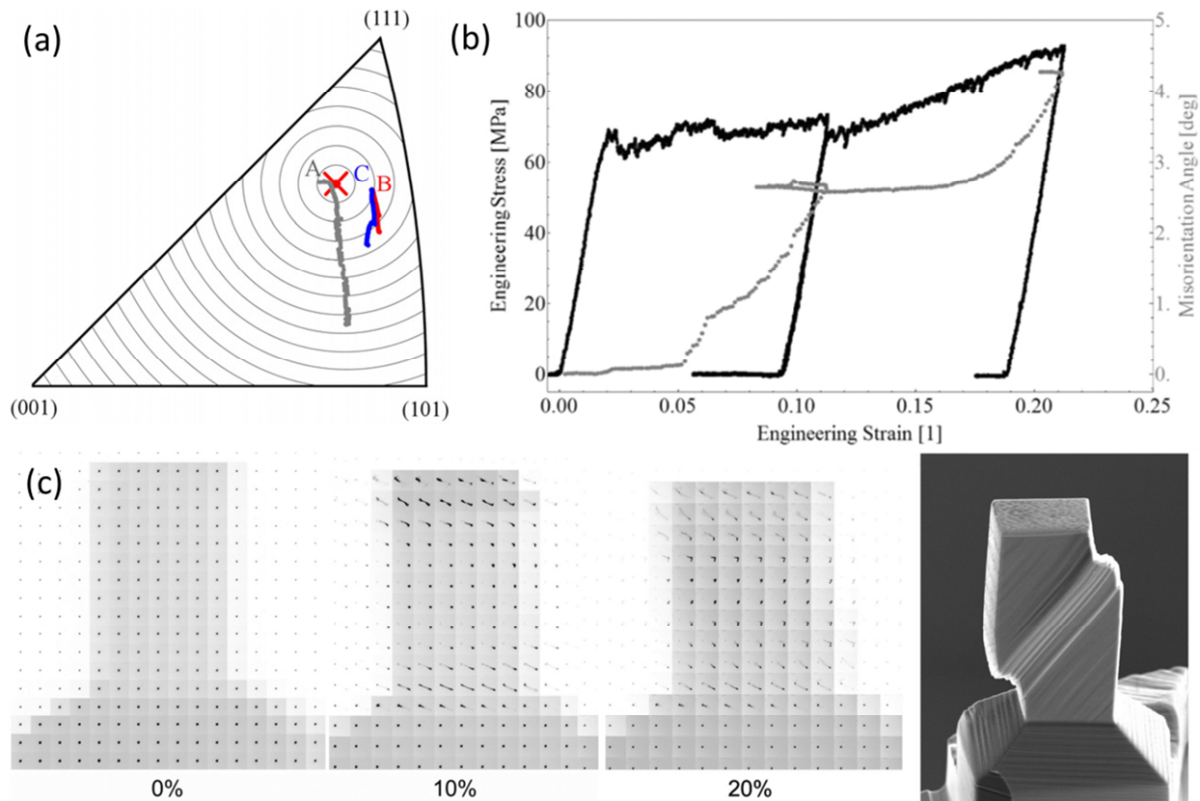 (a)
(111)
A
C
B
(001)
(101)
(b)
100
80
60
40
20
0
Engineering Stress [MPa]
5.
4.
3.
2.
1.
0.
Misorientation Angle [deg]
0.00 0.05 0.10 0.15 0.20 0.25
Engineering Strain [1]
(c)
0% 10% 20%